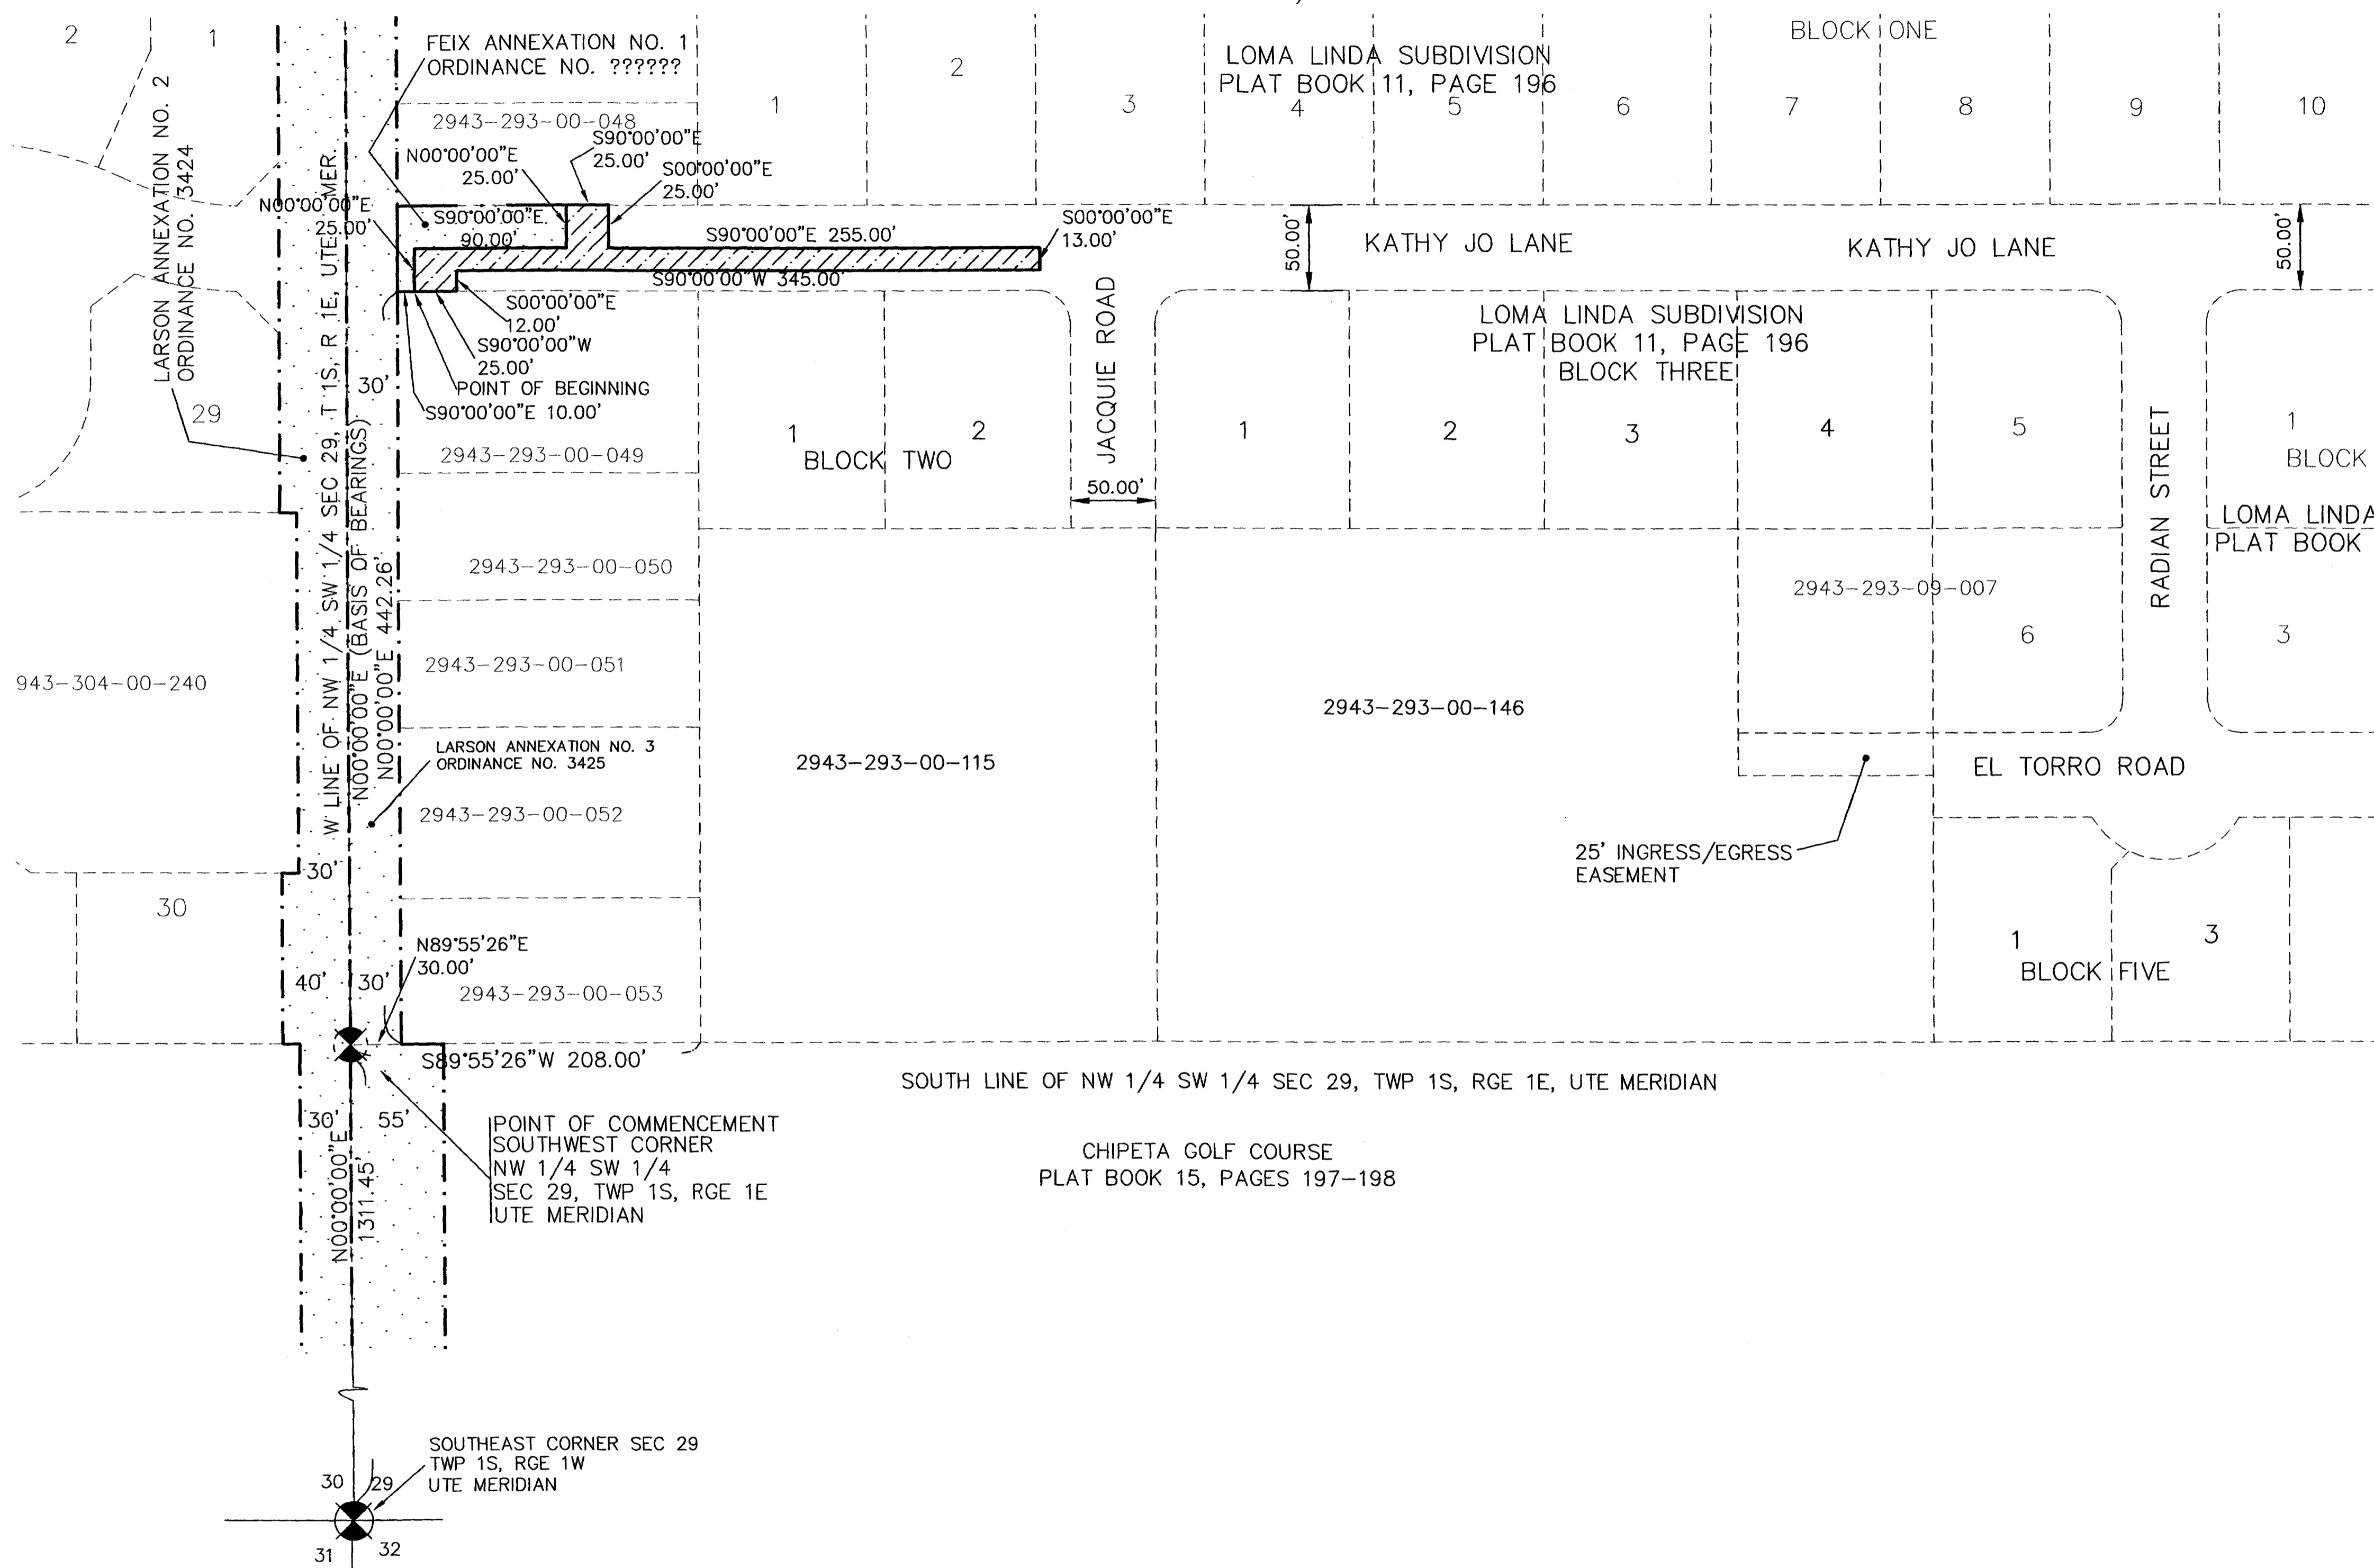 2
1
FEIX ANNEXATION NO. 1
ORDINANCE NO. ??????
2
LOMA LINDA SUBDIVISION
PLAT BOOK 11, PAGE 196
BLOCK ONE
1
3
4
5
6
7
8
9
10
LARSON ANNEXATION NO. 2
ORDINANCE NO. 3424
2943-293-00-048
S90°00'00"E
25.00'
N00°00'00"E
25.00'
S00°00'00"E
25.00'
N00°00'00"E
25.00'
S90°00'00"E
90.00'
S90°00'00"E 255.00'
S00°00'00"E
13.00'
50.00'
KATHY JO LANE
KATHY JO LANE
50.00'
S90°00'00"W 345.00'
S00°00'00"E
12.00'
S90°00'00"W
25.00'
POINT OF BEGINNING
S90°00'00"E 10.00'
30'
JACQUIE ROAD
LOMA LINDA SUBDIVISION
PLAT BOOK 11, PAGE 196
BLOCK THREE
29
2943-293-00-049
1
2
BLOCK TWO
50.00'
1
2
3
4
5
RADIAN STREET
1
BLOCK
LOMA LINDA
PLAT BOOK
W LINE OF NW 1/4 SW 1/4 SEC 29, T 1S, R 1E, UTE MER.
N00°00'00"E (BASIS OF BEARINGS)
N00°00'00"E 442.26'
2943-293-00-050
2943-293-09-007
6
3
2943-293-00-051
943-304-00-240
2943-293-00-146
LARSON ANNEXATION NO. 3
ORDINANCE NO. 3425
2943-293-00-115
EL TORRO ROAD
2943-293-00-052
25' INGRESS/EGRESS
EASEMENT
30'
30
N89°55'26"E
30.00'
40'
30'
2943-293-00-053
1
3
BLOCK FIVE
S89°55'26"W 208.00'
SOUTH LINE OF NW 1/4 SW 1/4 SEC 29, TWP 1S, RGE 1E, UTE MERIDIAN
30'
55'
N00°00'00"E
1311.45'
POINT OF COMMENCEMENT
SOUTHWEST CORNER
NW 1/4 SW 1/4
SEC 29, TWP 1S, RGE 1E
UTE MERIDIAN
CHIPETA GOLF COURSE
PLAT BOOK 15, PAGES 197-198
SOUTHEAST CORNER SEC 29
TWP 1S, RGE 1W
UTE MERIDIAN
30
29
31
32